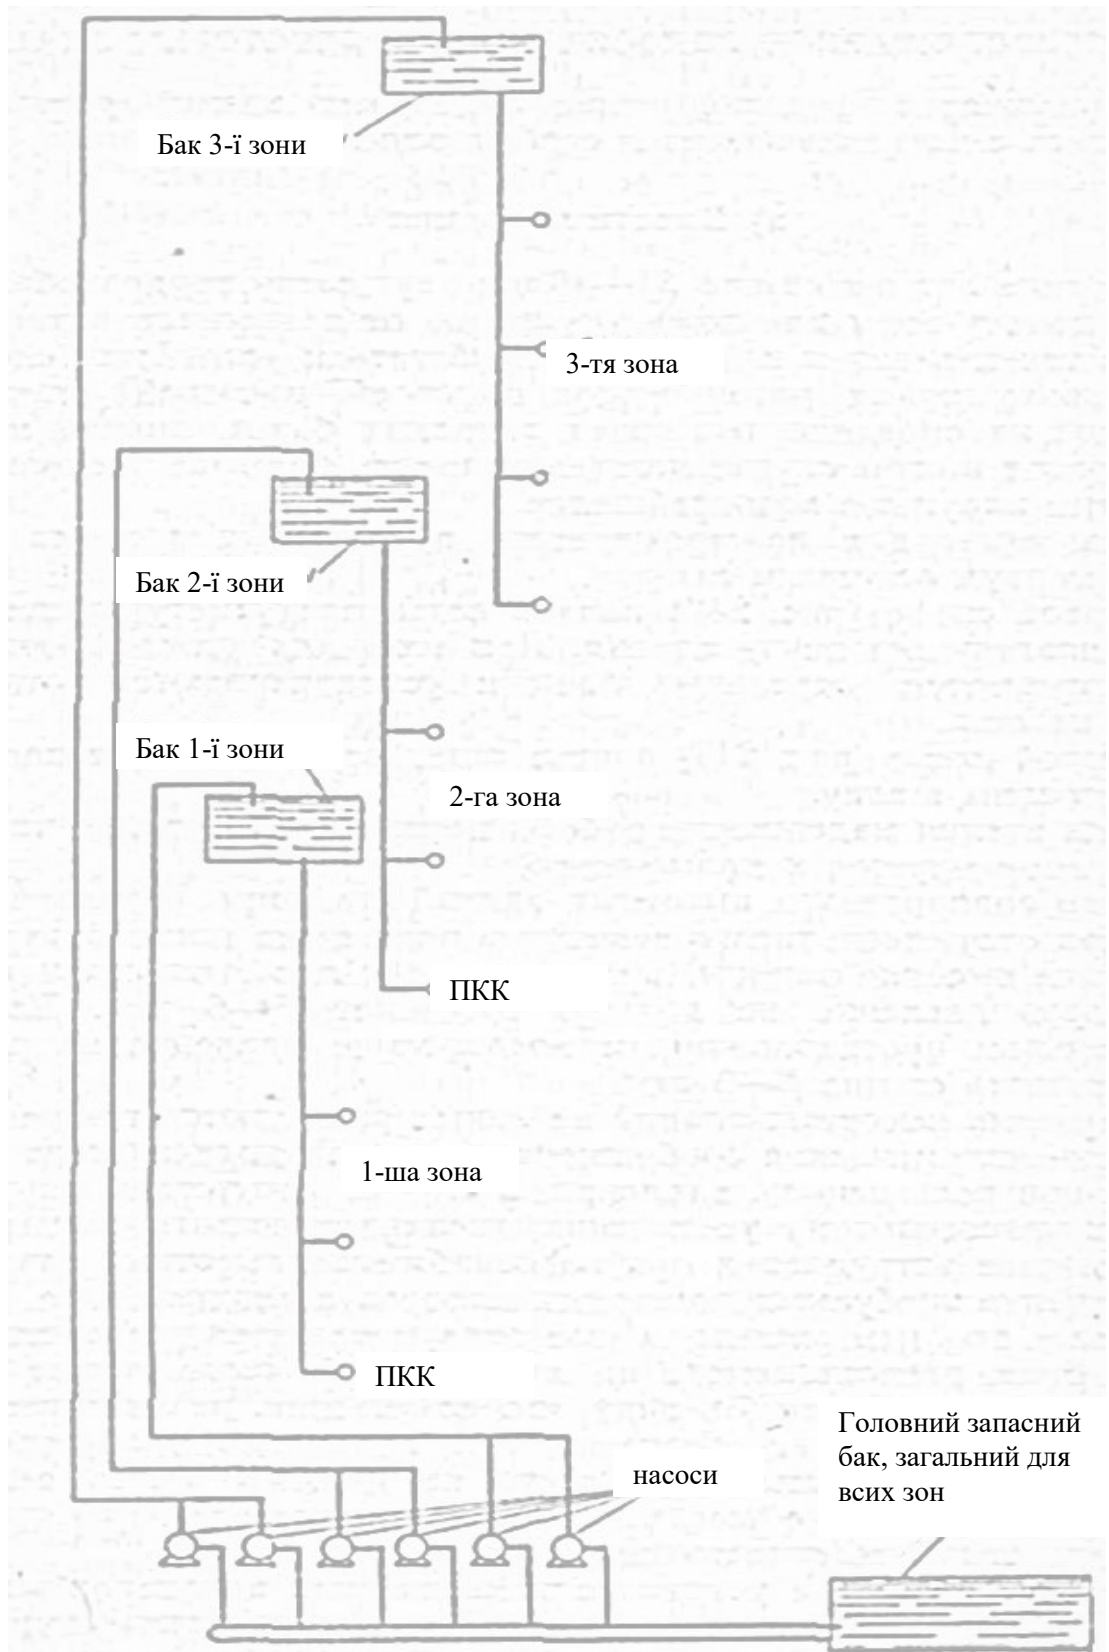 Бак 3-ї зони
3-тя зона
Бак 2-ї зони
Бак 1-ї зони
2-га зона
ПКК
1-ша зона
ПКК
Головний запасний
бак, загальний для
всих зон
насоси